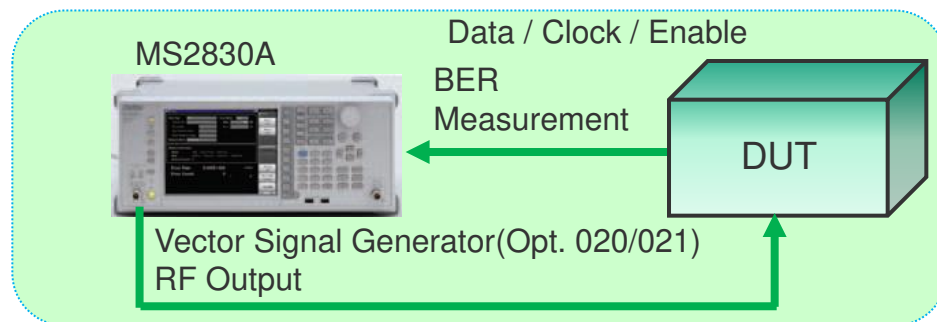 Data / Clock / Enable
MS2830A
BER
Measurement
DUT
Vector Signal Generator(Opt. 020/021)
RF Output